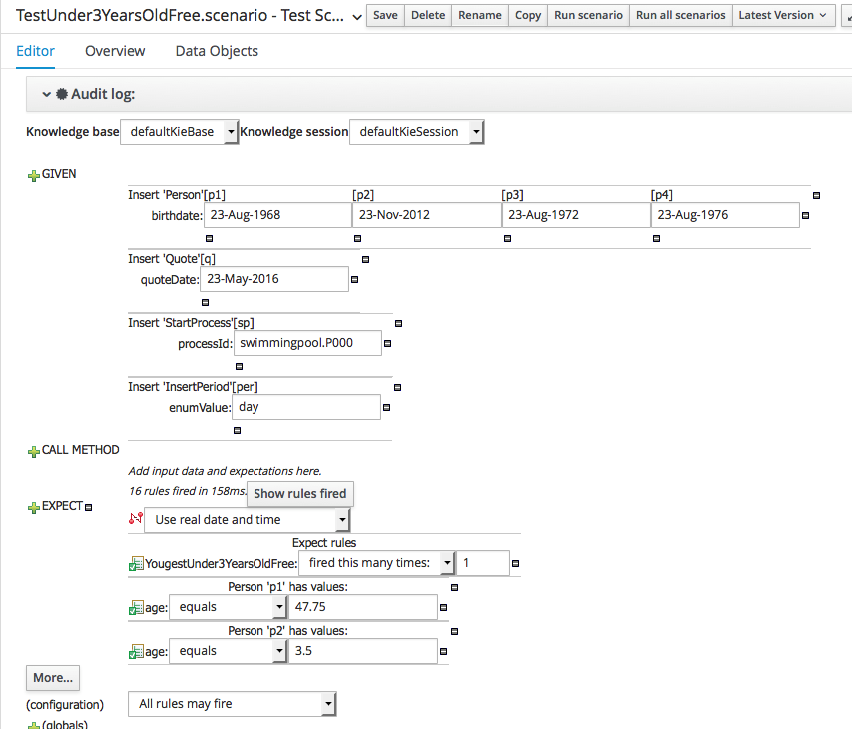 TestUnder3YearsOldFree.scenario - Test Sc... Save Delete Rename Copy Run scenario Run all scenarios Latest Version
Editor Overview Data Objects
Audit log:
Knowledge base defaultKieBase Knowledge session defaultKieSession
GIVEN
Insert 'Person'[p1] [p2] [p3] [p4]
birthdate: 23-Aug-1968 23-Nov-2012 23-Aug-1972 23-Aug-1976
Insert 'Quote'[q]
quoteDate: 23-May-2016
Insert 'StartProcess'[sp]
processId: swimmingpool.P000
Insert 'InsertPeriod'[per]
enumValue: day
CALL METHOD
Add input data and expectations here.
16 rules fired in 158ms. Show rules fired
EXPECT
Use real date and time
Expect rules
YougestUnder3YearsOldFree: fired this many times: 1
Person 'p1' has values:
age: equals 47.75
Person 'p2' has values:
age: equals 3.5
More...
(configuration) All rules may fire
(globals)